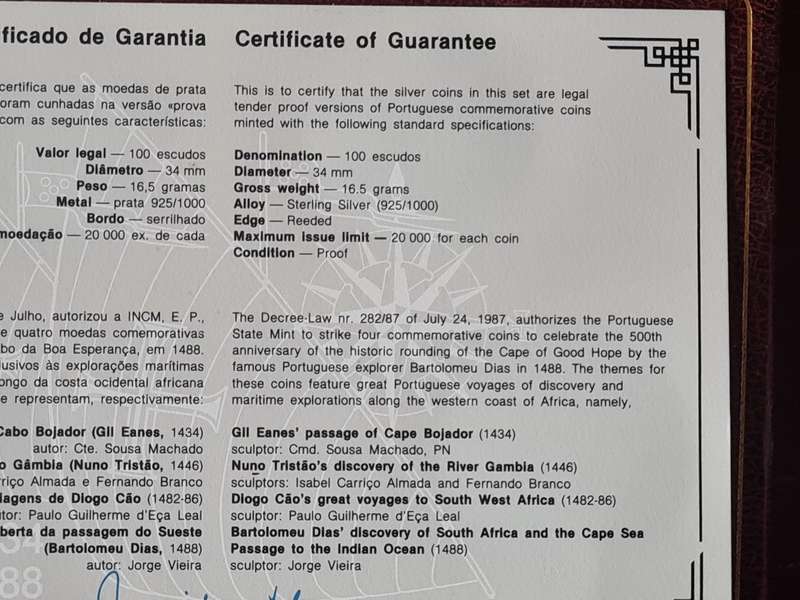 ficado de Garantia
certifica que as moedas de prata
oram cunhadas na versão «prova
com as seguintes características:
Valor legal — 100 escudos
Diâmetro — 34 mm
Peso — 16,5 gramas
Metal — prata 925/1000
Bordo — serrilhado
moedação — 20 000 ex. de cada
e Julho, autorizou a INCM, E. P.,
e quatro moedas comemorativas
bo da Boa Esperança, em 1488.
lusivos às explorações marítimas
ongo da costa ocidental africana
e representam, respectivamente:
Cabo Bojador (Gil Eanes, 1434)
autor: Cte. Sousa Machado
o Gâmbia (Nuno Tristão, 1446)
rriço Almada e Fernando Branco
lagens de Diogo Cão (1482-86)
utor: Paulo Guilherme d'Eça Leal
berta da passagem do Sueste
(Bartolomeu Dias, 1488)
autor: Jorge Vieira
Certificate of Guarantee
This is to certify that the silver coins in this set are legal
tender proof versions of Portuguese commemorative coins
minted with the following standard specifications:
Denomination — 100 escudos
Diameter — 34 mm
Gross weight — 16.5 grams
Alloy — Sterling Silver (925/1000)
Edge — Reeded
Maximum issue limit — 20 000 for each coin
Condition — Proof
The Decree-Law nr. 282/87 of July 24, 1987, authorizes the Portuguese
State Mint to strike four commemorative coins to celebrate the 500th
anniversary of the historic rounding of the Cape of Good Hope by the
famous Portuguese explorer Bartolomeu Dias in 1488. The themes for
these coins feature great Portuguese voyages of discovery and
maritime explorations along the western coast of Africa, namely,
Gil Eanes' passage of Cape Bojador (1434)
sculptor: Cmd. Sousa Machado, PN
Nuno Tristão's discovery of the River Gambia (1446)
sculptors: Isabel Carriço Almada and Fernando Branco
Diogo Cão's great voyages to South West Africa (1482-86)
sculptor: Paulo Guilherme d'Eça Leal
Bartolomeu Dias' discovery of South Africa and the Cape Sea
Passage to the Indian Ocean (1488)
sculptor: Jorge Vieira
34
88